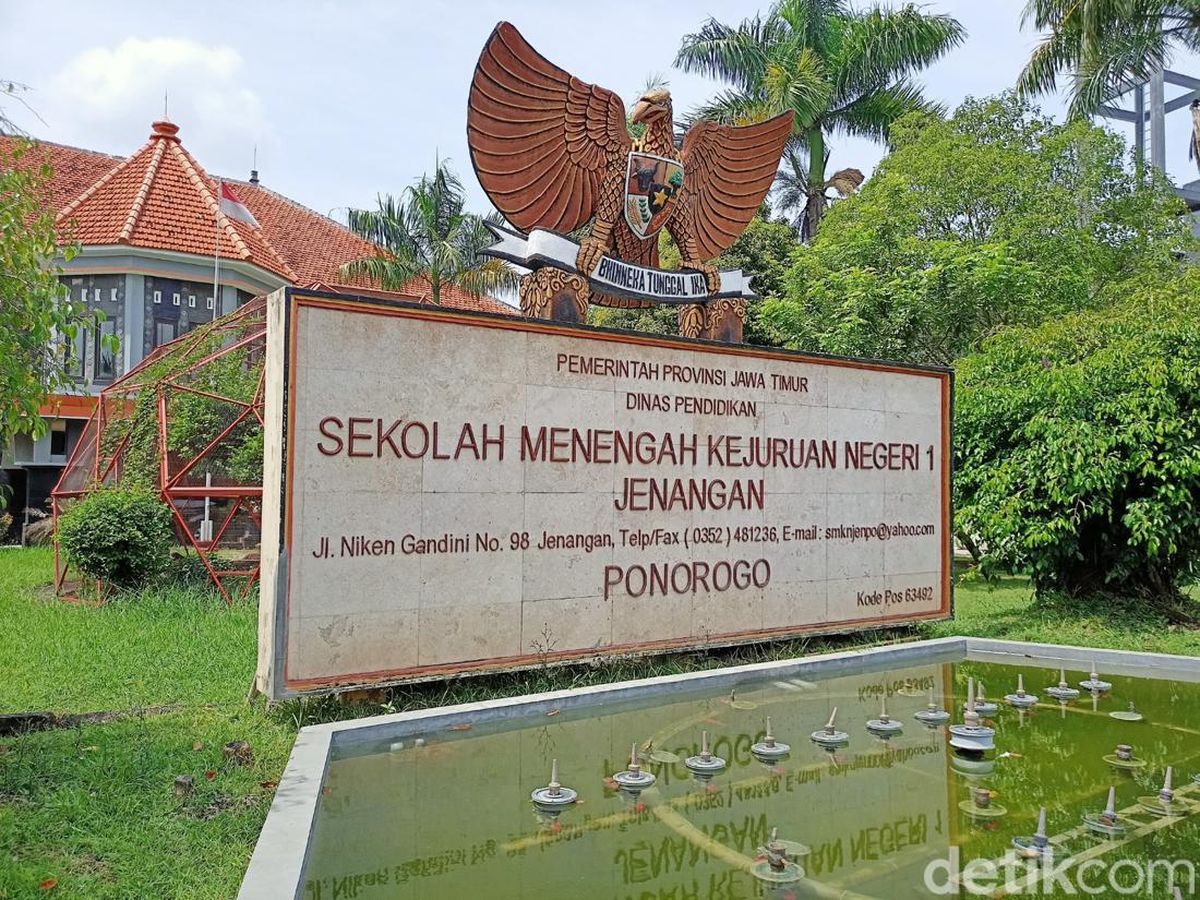 BHINNEKA TUNGGAL IKA
PEMERINTAH PROVINSI JAWA TIMUR
DINAS PENDIDIKAN
SEKOLAH MENENGAH KEJURUAN NEGERI 1
JENANGAN
Jl. Niken Gandini No. 98 Jenangan, Telp/Fax ( 0352 ) 481236, E-mail : smknjenpo@yahoo.com
PONOROGO
Kode Pos 63492
detikcom